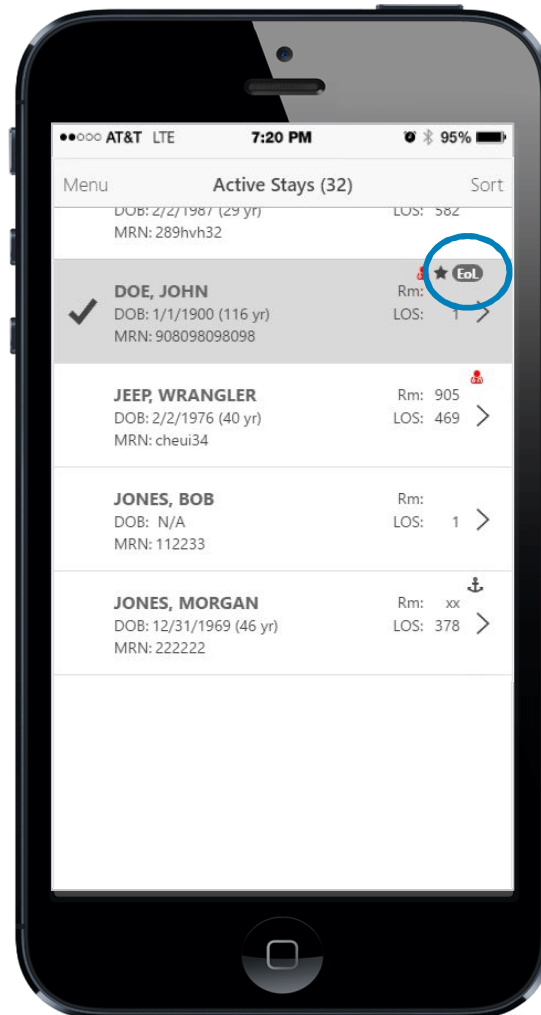 AT&T LTE 7:20 PM 95%
Menu Active Stays (32) Sort
DOB: 2/2/1987 (29 yr) LOS: 582
MRN: 289hvh32
EoL
DOE, JOHN Rm:
DOB: 1/1/1900 (116 yr) LOS: 1
MRN: 908098098098
JEEP, WRANGLER Rm: 905
DOB: 2/2/1976 (40 yr) LOS: 469
MRN: cheui34
JONES, BOB Rm:
DOB: N/A LOS: 1
MRN: 112233
JONES, MORGAN Rm: xx
DOB: 12/31/1969 (46 yr) LOS: 378
MRN: 222222